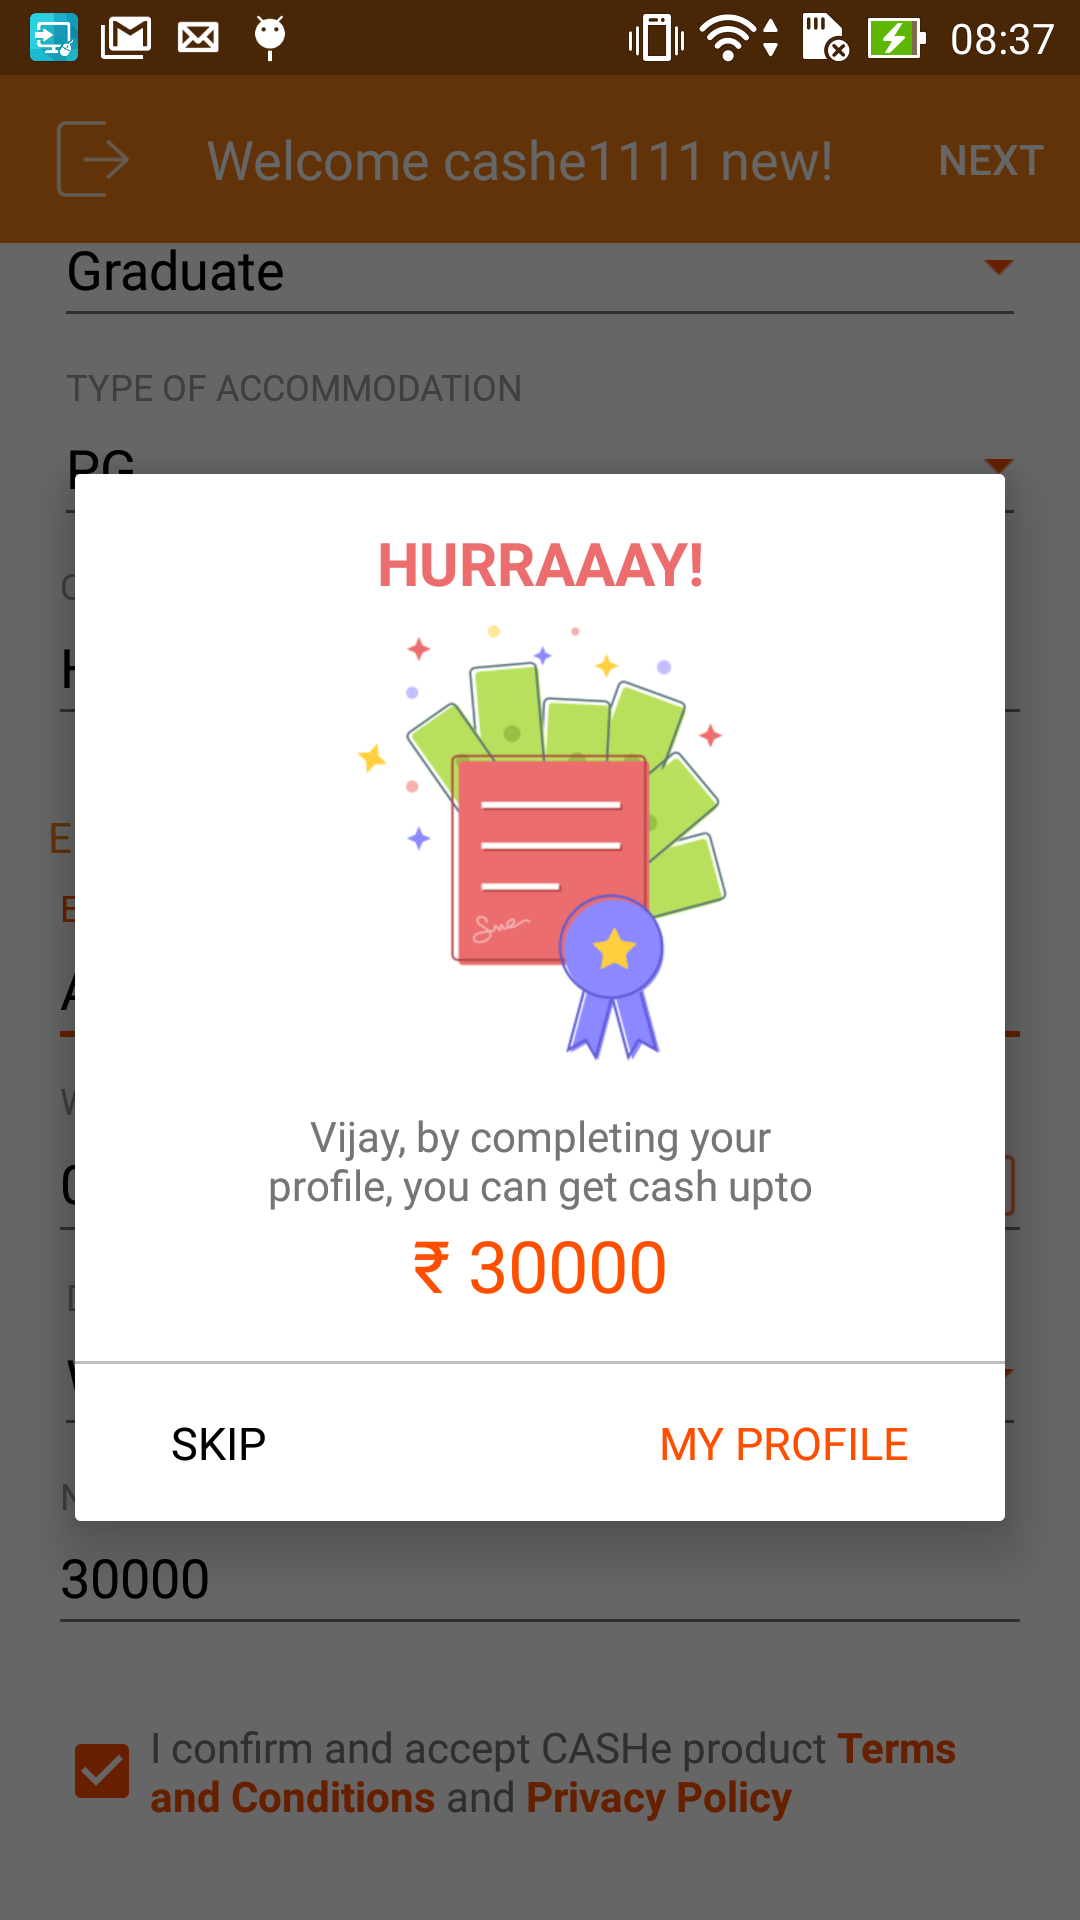 08:37
Welcome cashe1111 new!
NEXT
Graduate
TYPE OF ACCOMMODATION
PG
HURRAAAY!
Vijay, by completing your
profile, you can get cash upto
₹ 30000
SKIP
MY PROFILE
30000
I confirm and accept CASHe product Terms
and Conditions and Privacy Policy